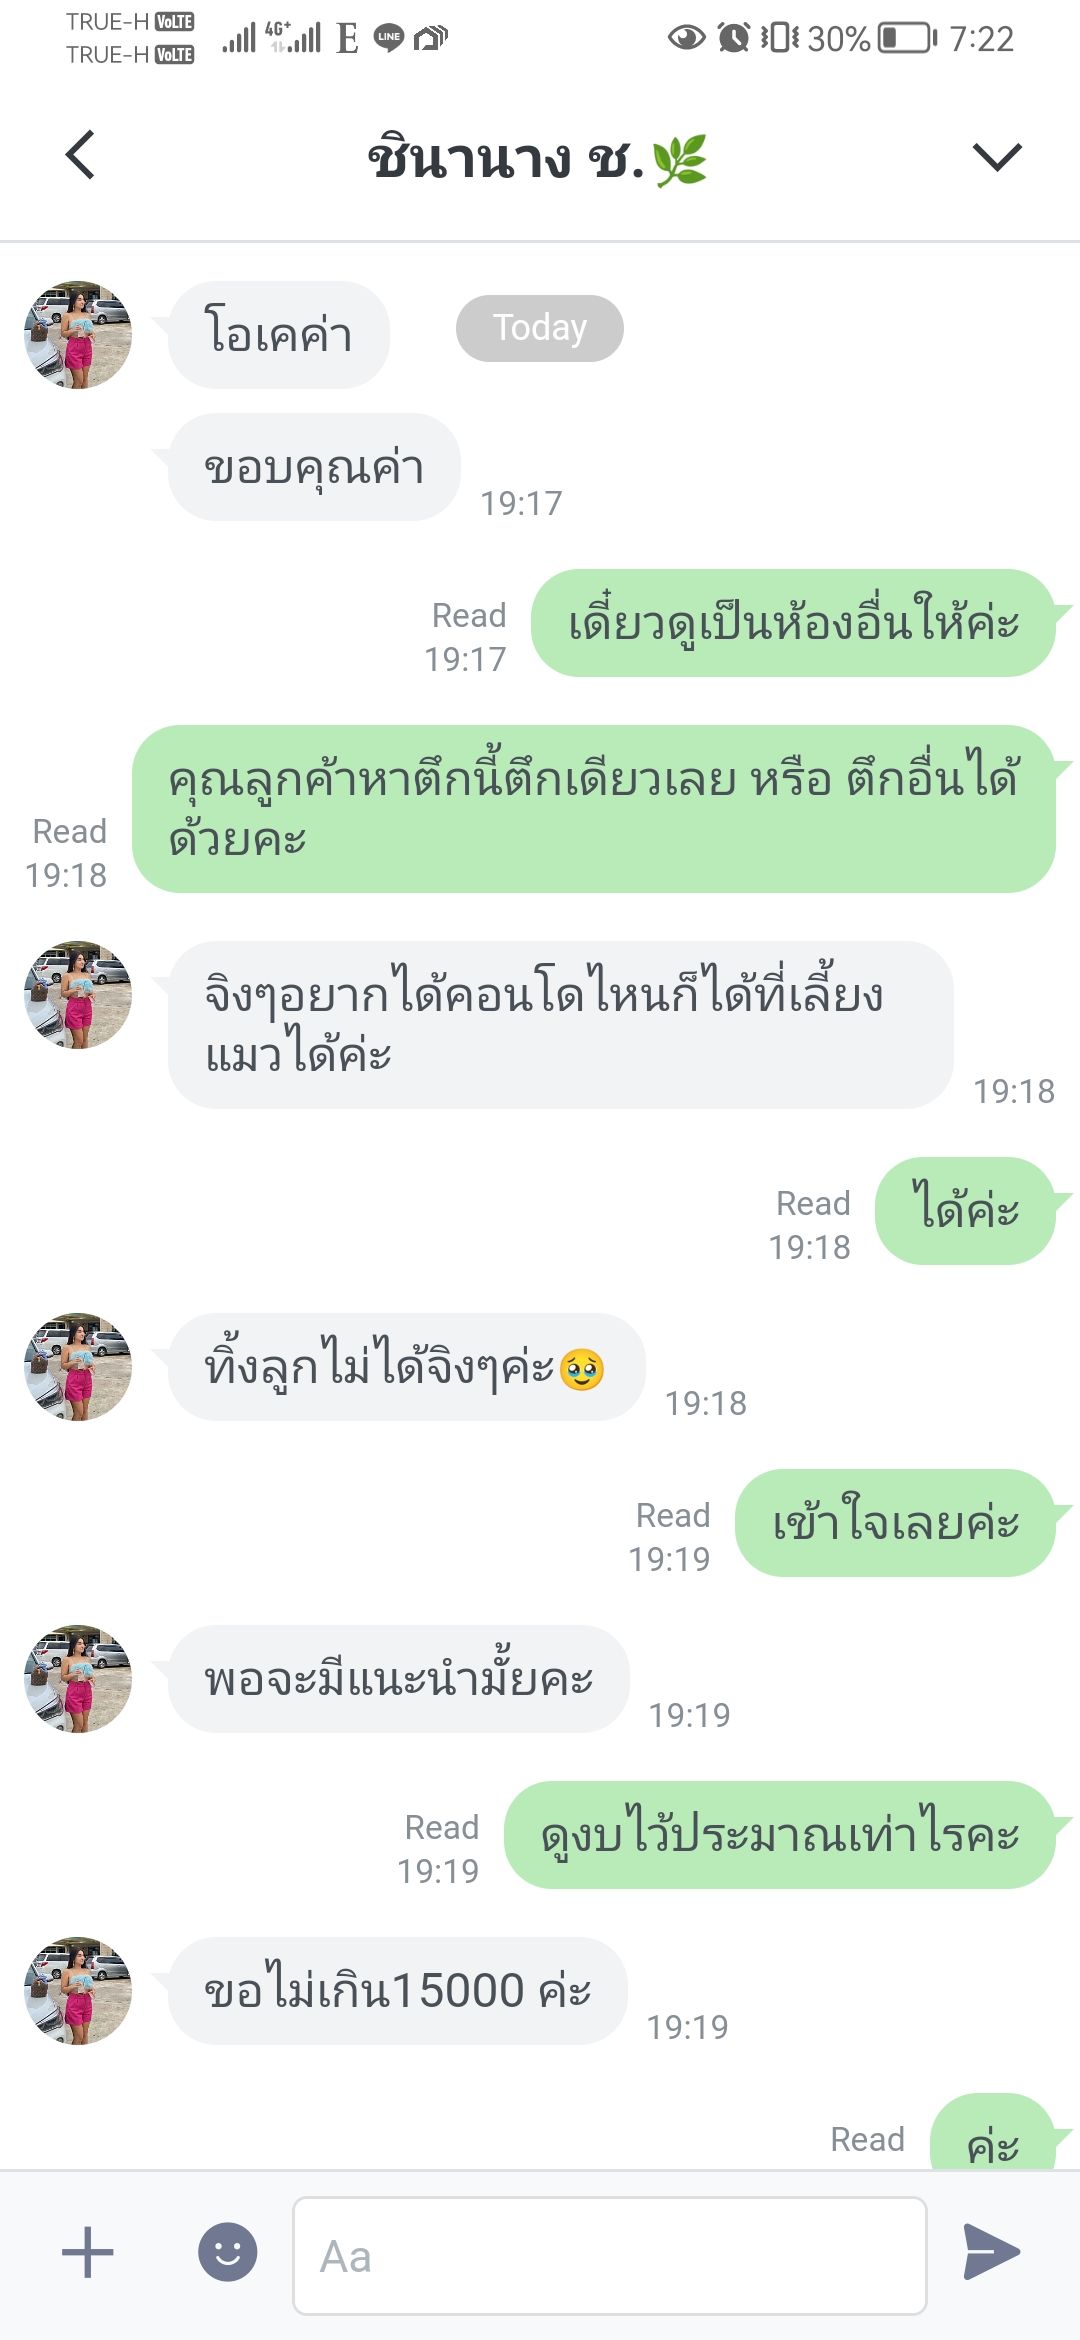 TRUE-H VoLTE
TRUE-H VoLTE
4G+
E
LINE
30%
7:22
ชินานาง ช.🌿
Today
โอเคค่า
ขอบคุณค่า
19:17
เดี๋ยวดูเป็นห้องอื่นให้ค่ะ
Read
19:17
คุณลูกค้าหาตึกนี้ตึกเดียวเลย หรือ ตึกอื่นได้
ด้วยคะ
Read
19:18
จิงๆอยากได้คอนโดไหนก็ได้ที่เลี้ยง
แมวได้ค่ะ
19:18
ได้ค่ะ
Read
19:18
ทิ้งลูกไม่ได้จิงๆค่ะ🥹
19:18
เข้าใจเลยค่ะ
Read
19:19
พอจะมีแนะนำมั้ยคะ
19:19
ดูงบไว้ประมาณเท่าไรคะ
Read
19:19
ขอไม่เกิน15000 ค่ะ
19:19
Read
ค่ะ
Aa